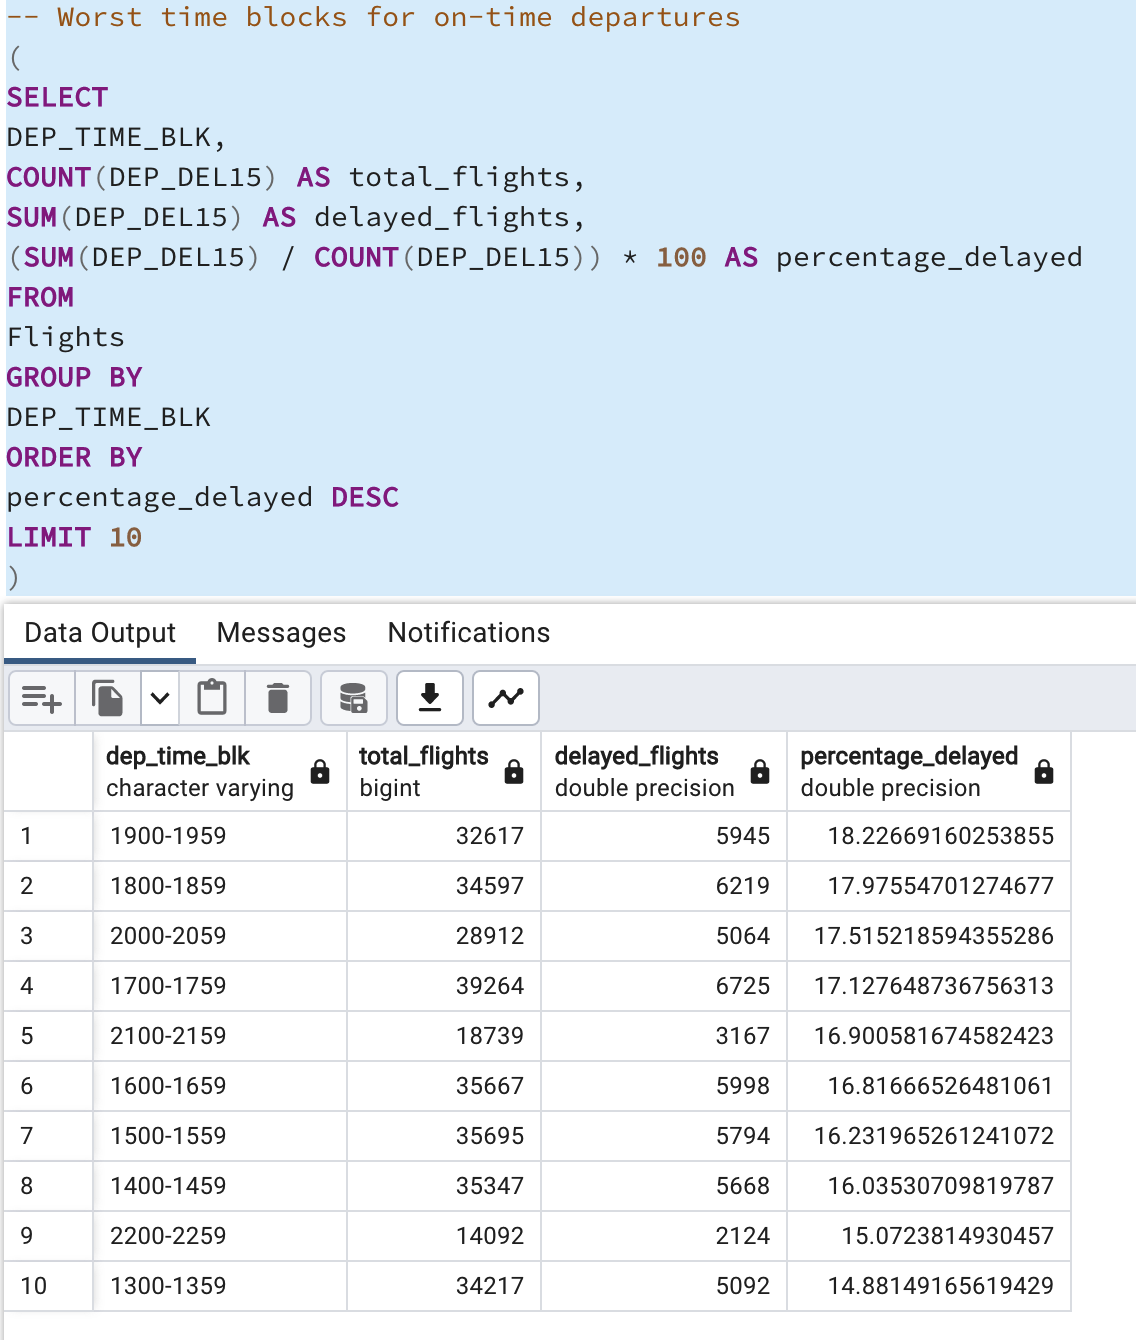 -- Worst time blocks for on-time departures
(
SELECT
DEP_TIME_BLK,
COUNT(DEP_DEL15) AS total_flights,
SUM(DEP_DEL15) AS delayed_flights,
(SUM(DEP_DEL15) / COUNT(DEP_DEL15)) * 100 AS percentage_delayed
FROM
Flights
GROUP BY
DEP_TIME_BLK
ORDER BY
percentage_delayed DESC
LIMIT 10
)
Data Output Messages Notifications
dep_time_blk total_flights delayed_flights percentage_delayed
character varying bigint double precision double precision
1 1900-1959 32617 5945 18.22669160253855
2 1800-1859 34597 6219 17.97554701274677
3 2000-2059 28912 5064 17.515218594355286
4 1700-1759 39264 6725 17.127648736756313
5 2100-2159 18739 3167 16.900581674582423
6 1600-1659 35667 5998 16.81666526481061
7 1500-1559 35695 5794 16.231965261241072
8 1400-1459 35347 5668 16.03530709819787
9 2200-2259 14092 2124 15.0723814930457
10 1300-1359 34217 5092 14.88149165619429